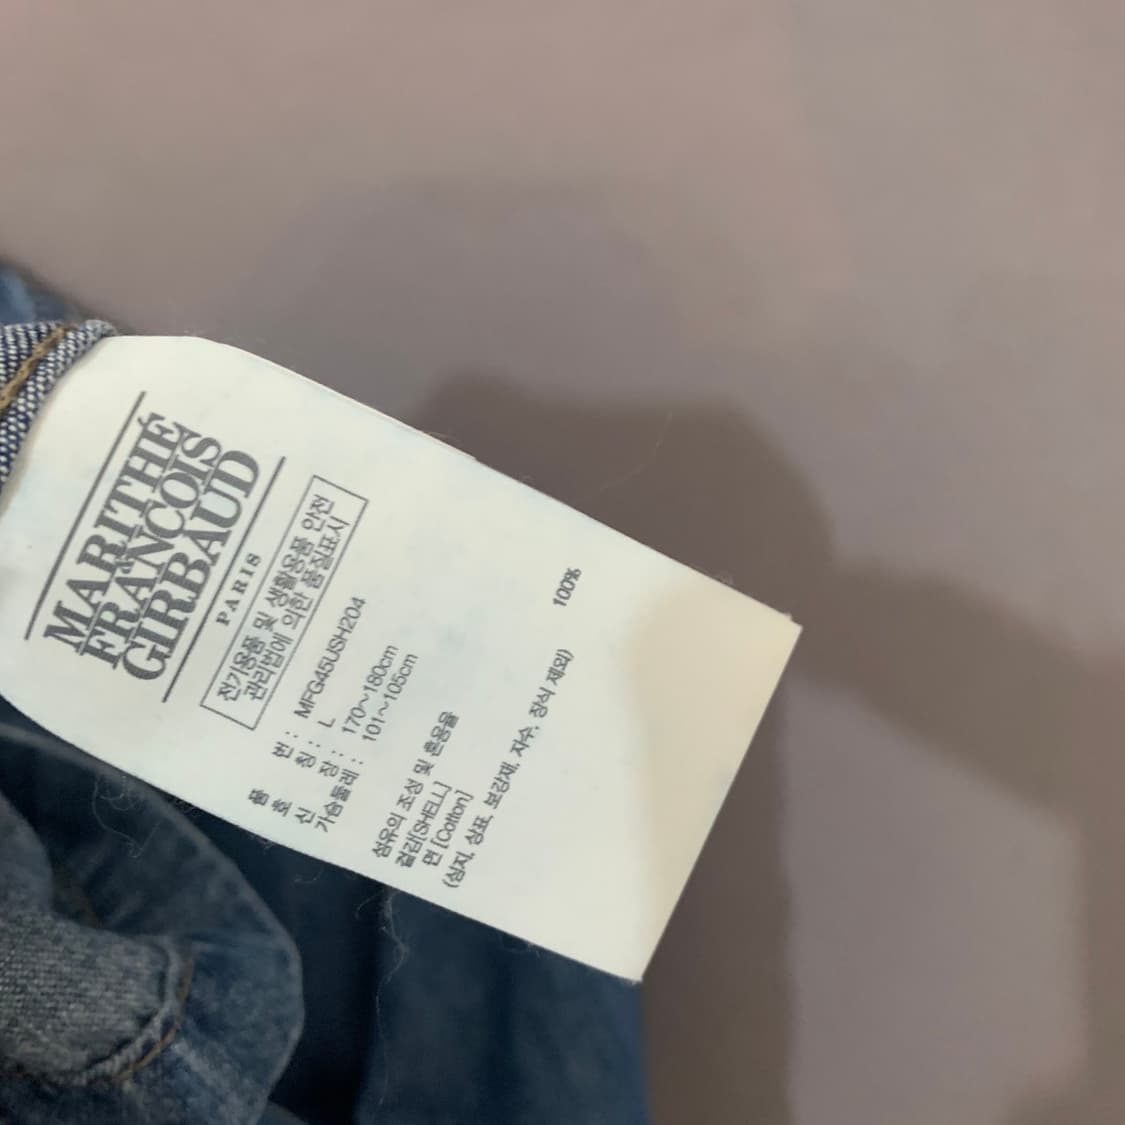 MARITHÉ
FRANCOIS
GIRBAUD
PARIS
전기용품 및 생활용품 안전
관리법에 의한 품질표시
품 번 : MFG45USH204
호 칭 : L
신 장 : 170~180cm
가슴둘레 : 101~105cm
섬유의 조성 및 혼용율
겉감[SHELL]
면 [Cotton] 100%
(심지, 상표, 보강재, 자수, 장식 제외)